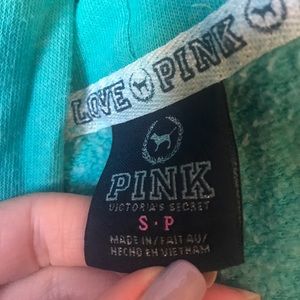 LOVE PINK
PINK
VICTORIA'S SECRET
S·P
MADE IN/FAIT AU/
HECHO EN VIETNAM